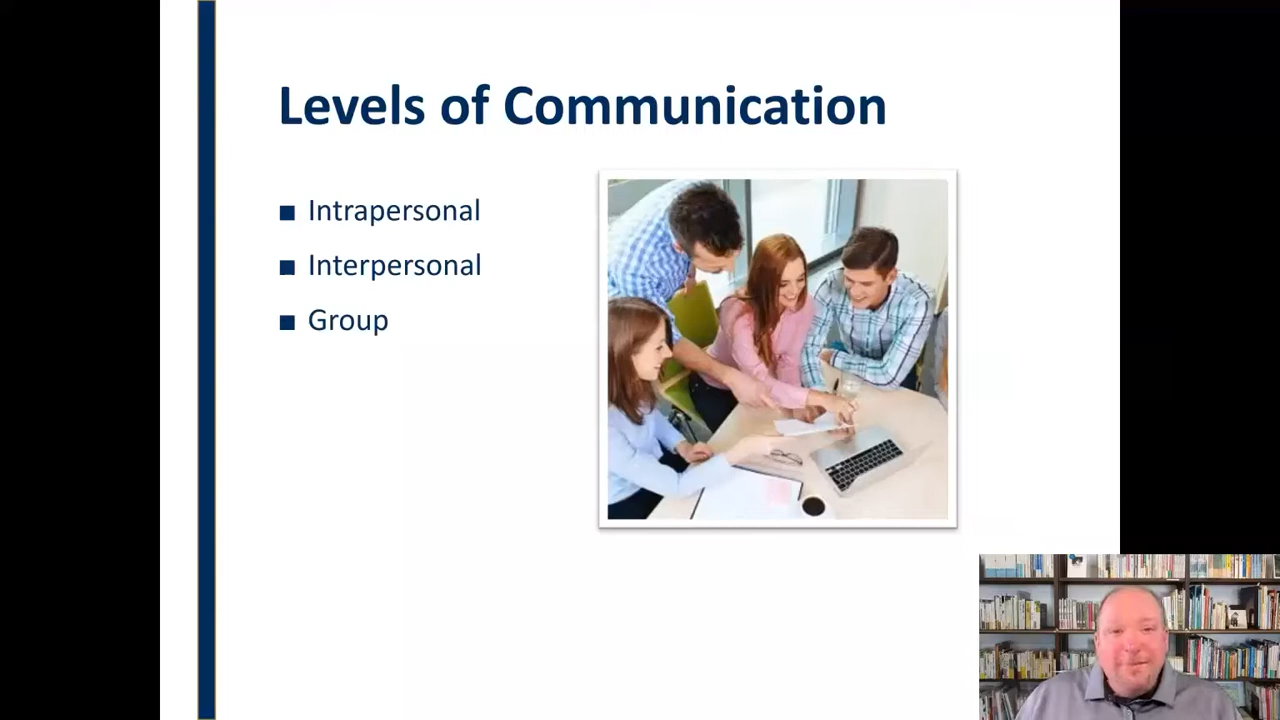 Levels of Communication
Intrapersonal
Interpersonal
Group